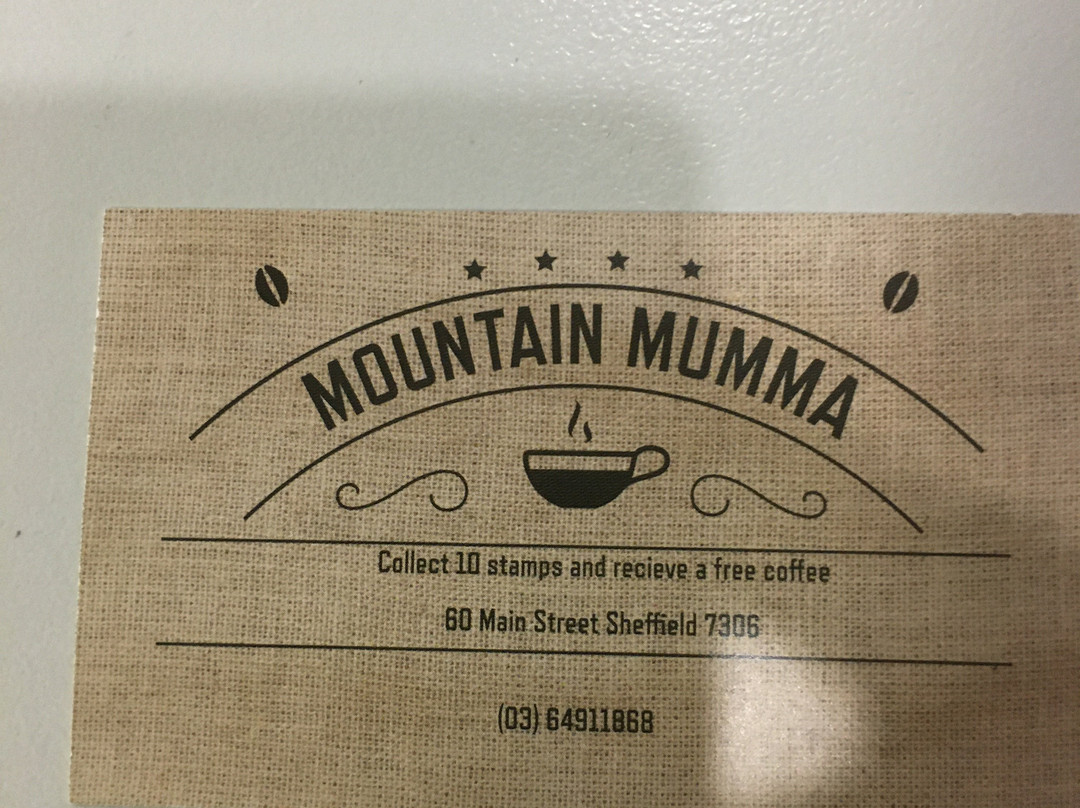 MOUNTAIN MUMMA
Collect 10 stamps and recieve a free coffee
60 Main Street Sheffield 7306
(03) 64911868